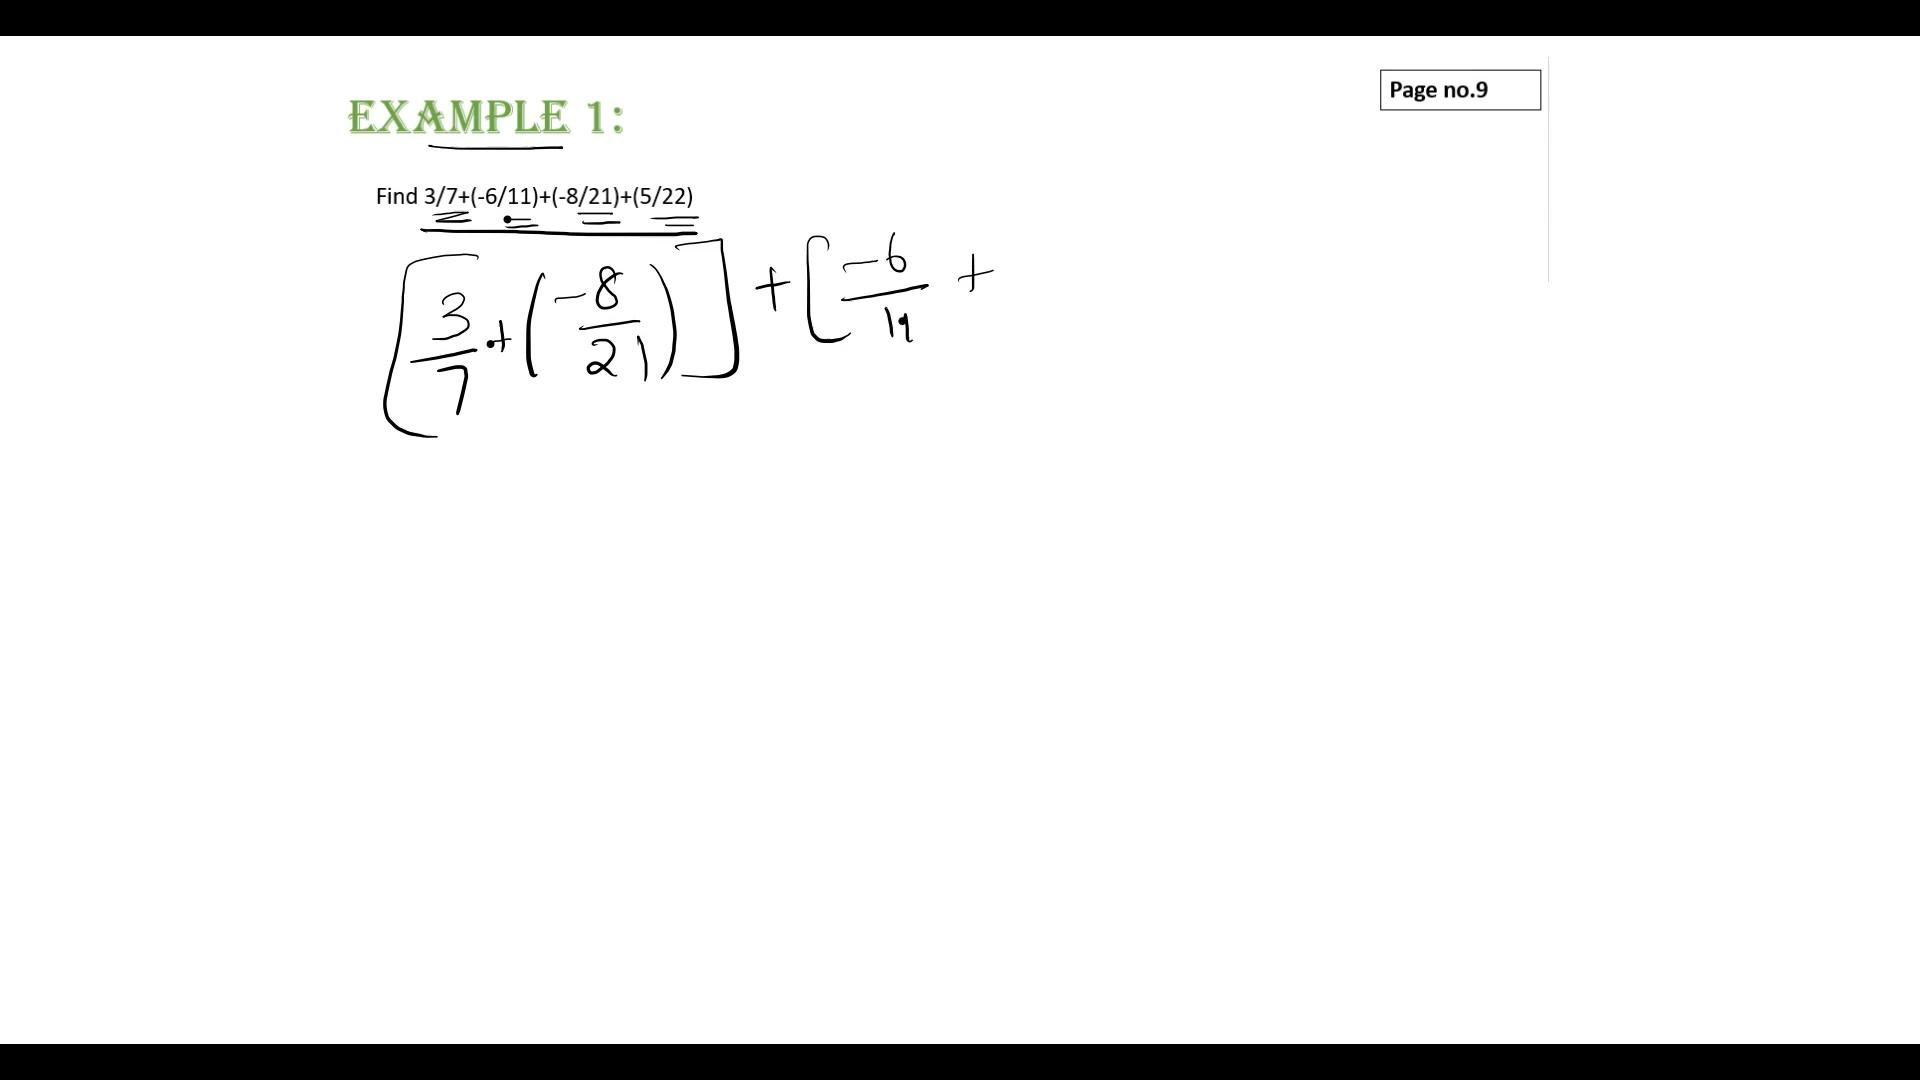 Page no.9
EXAMPLE 1:
Find 3/7+(-6/11)+(-8/21)+(5/22)
[3/7 + (-8/21)] + [-6/11 +